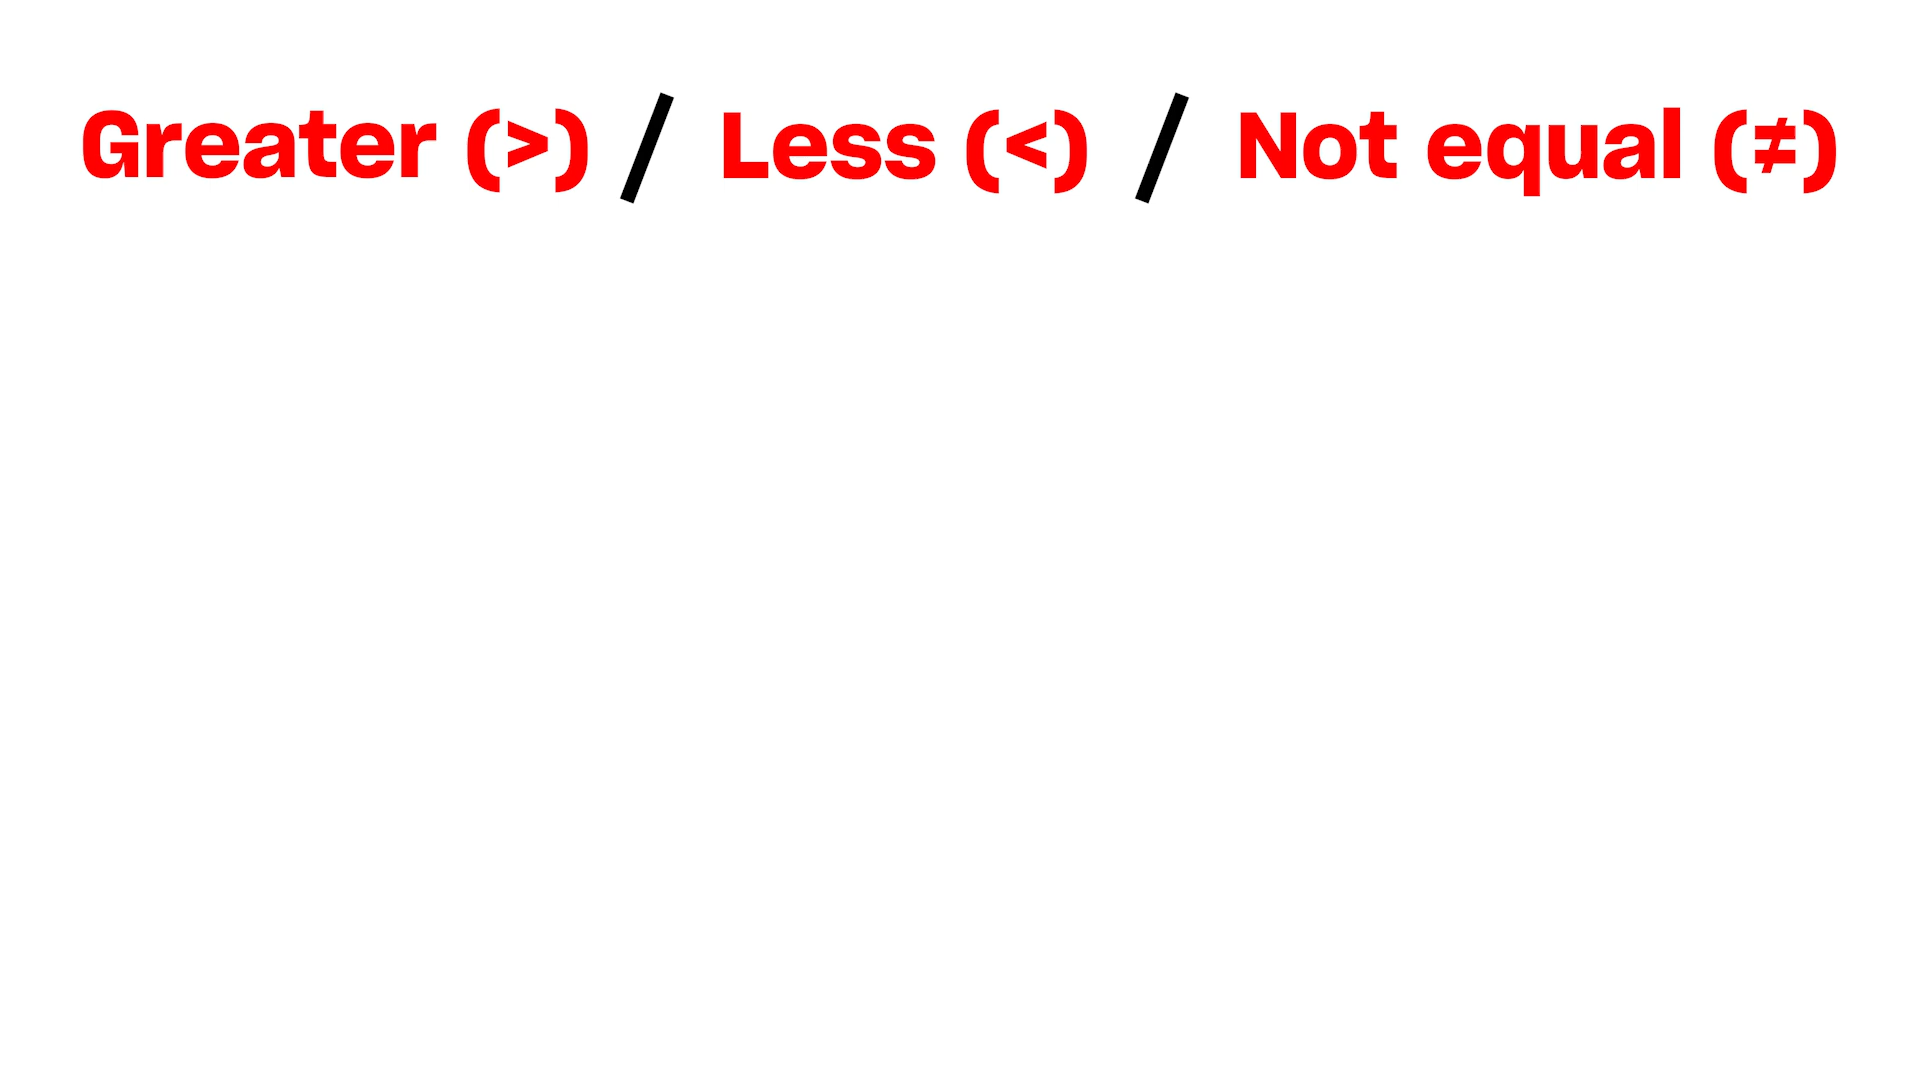 Greater (>) / Less (<) / Not equal (≠)